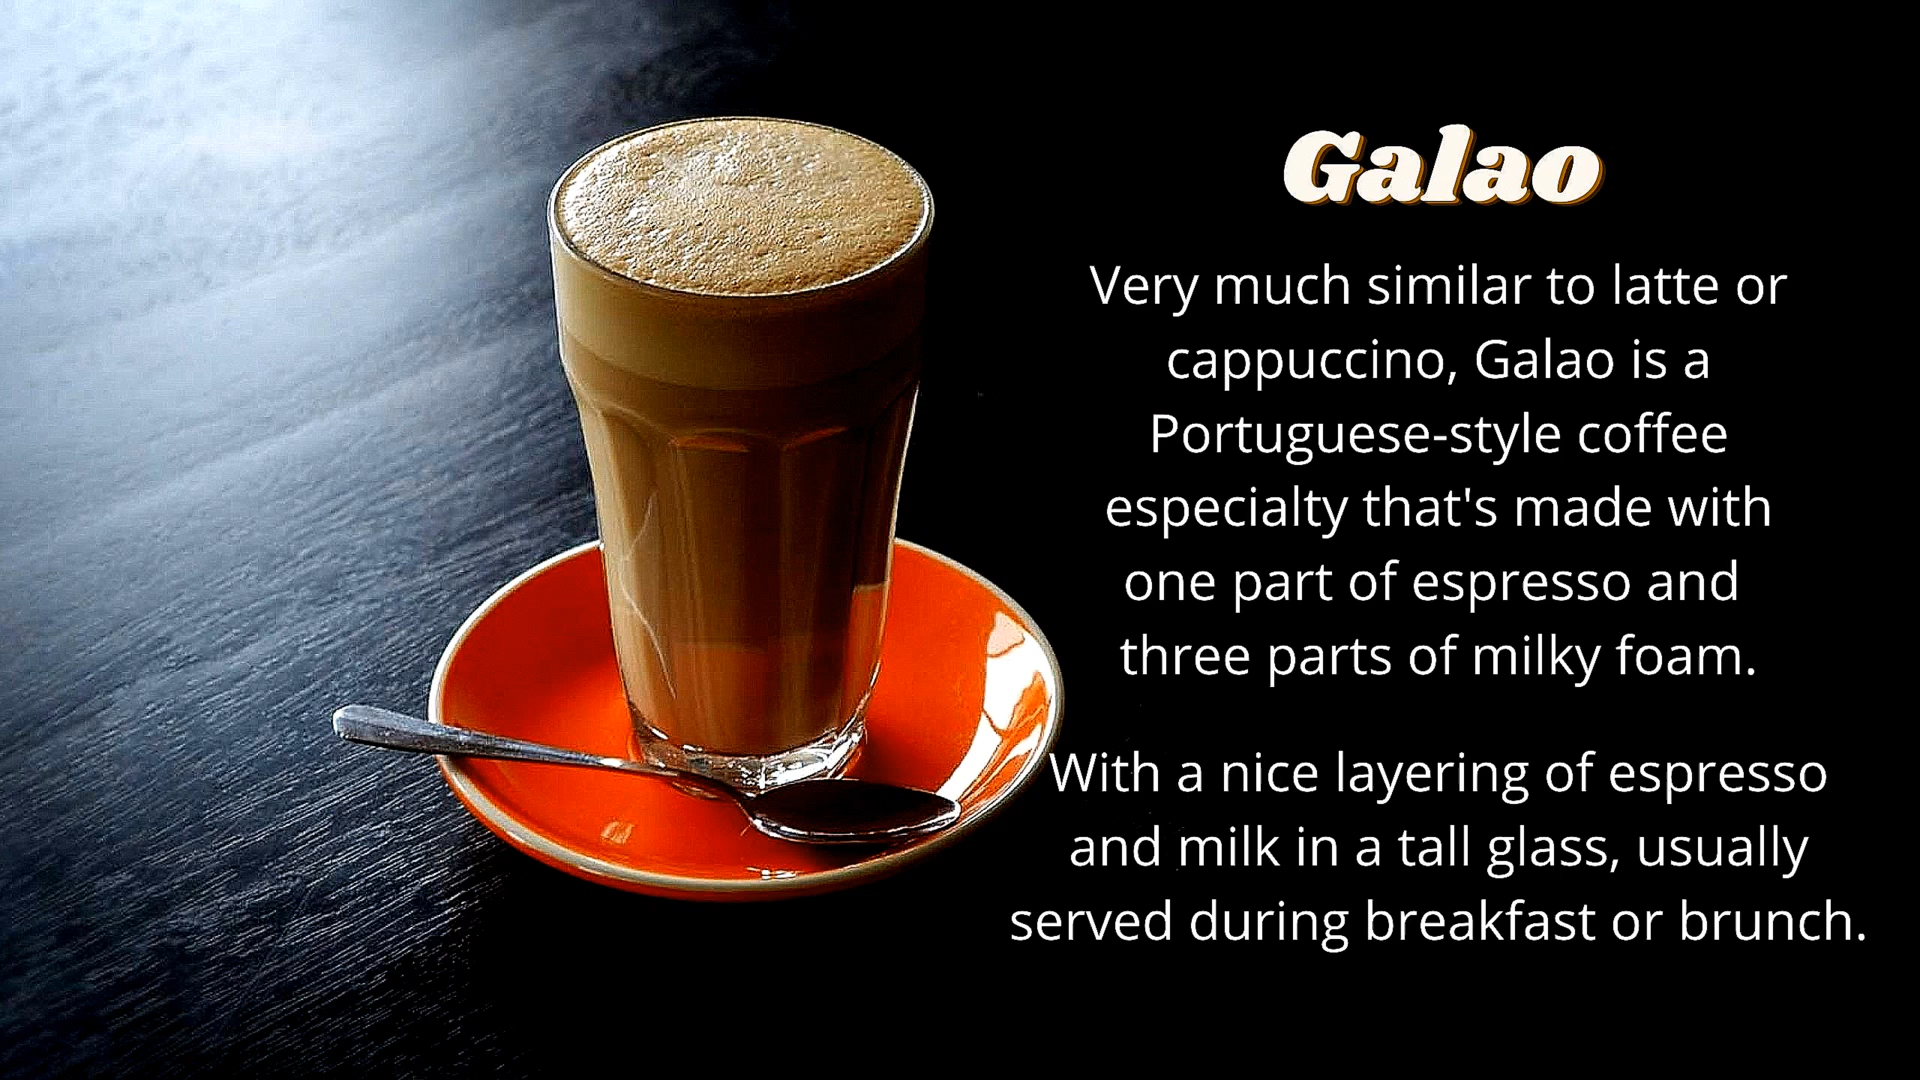 Galao
Very much similar to latte or
cappuccino, Galao is a
Portuguese-style coffee
especialty that's made with
one part of espresso and
three parts of milky foam.
With a nice layering of espresso
and milk in a tall glass, usually
served during breakfast or brunch.